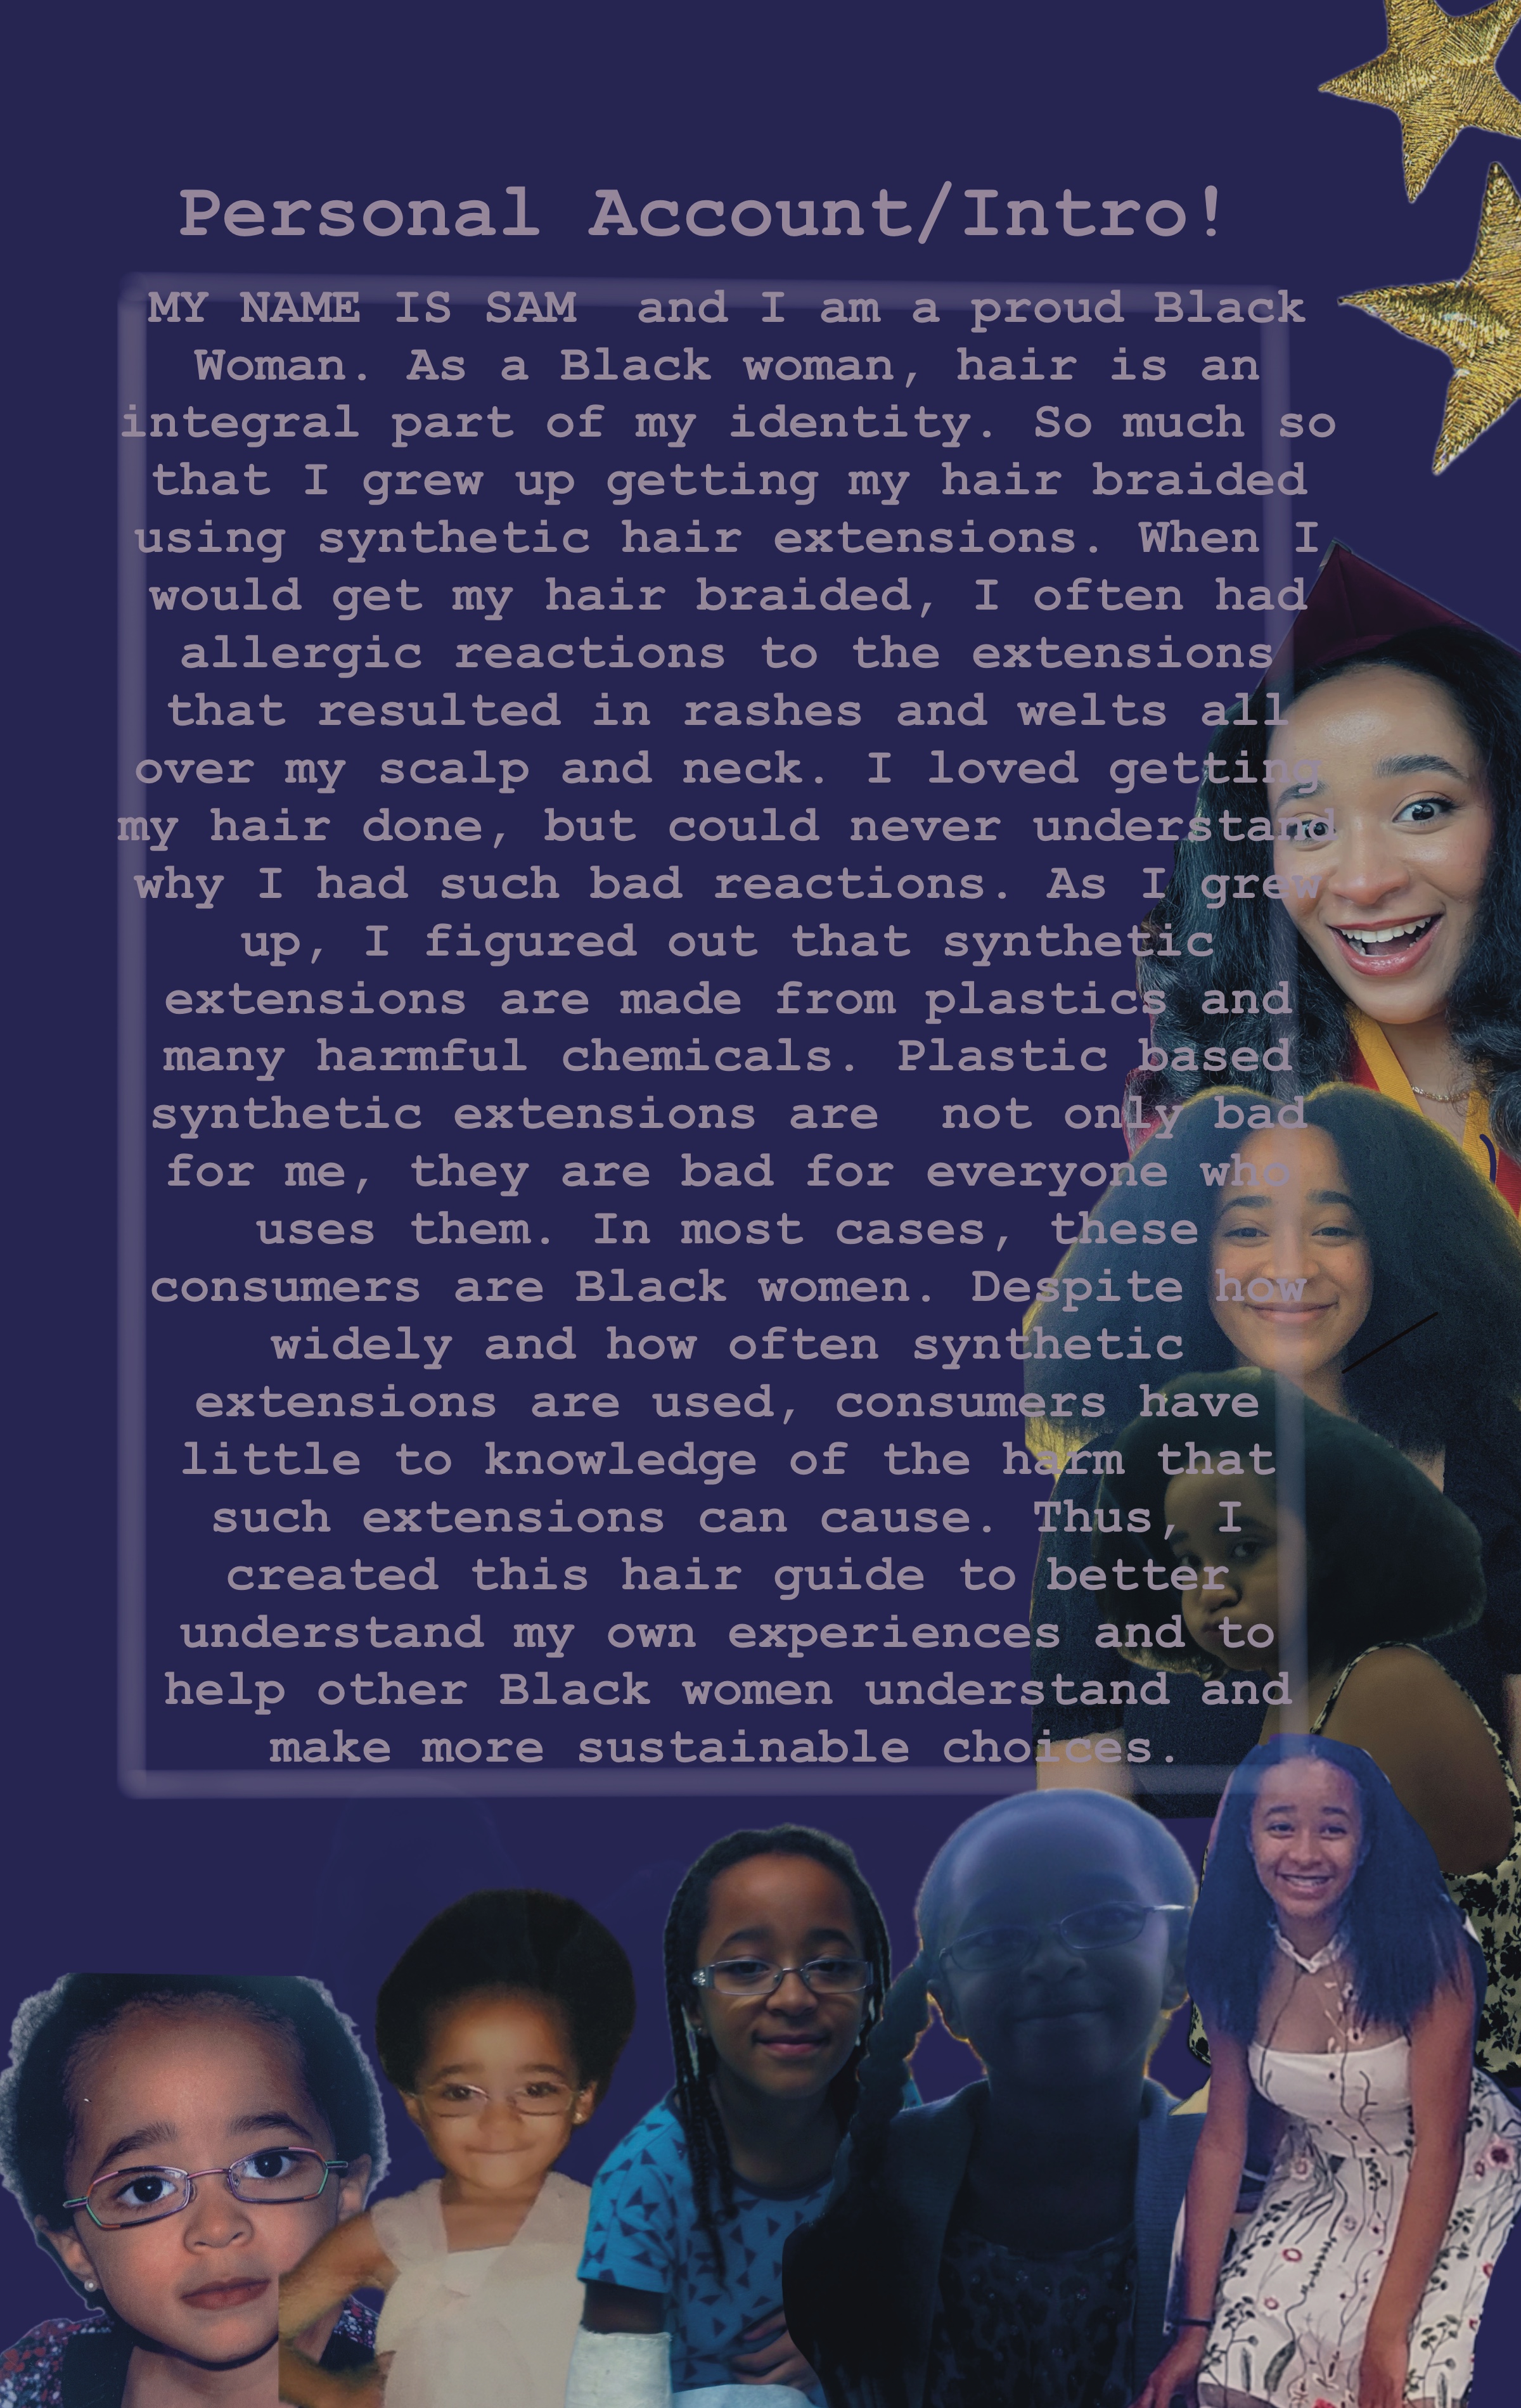 Personal Account/Intro!
MY NAME IS SAM  and I am a proud Black
Woman. As a Black woman, hair is an
integral part of my identity. So much so
that I grew up getting my hair braided
using synthetic hair extensions. When I
would get my hair braided, I often had
allergic reactions to the extensions
that resulted in rashes and welts all
over my scalp and neck. I loved getting
my hair done, but could never understand
why I had such bad reactions. As I grew
up, I figured out that synthetic
extensions are made from plastics and
many harmful chemicals. Plastic based
synthetic extensions are  not only bad
for me, they are bad for everyone who
uses them. In most cases, these
consumers are Black women. Despite how
widely and how often synthetic
extensions are used, consumers have
little to knowledge of the harm that
such extensions can cause. Thus, I
created this hair guide to better
understand my own experiences and to
help other Black women understand and
make more sustainable choices.